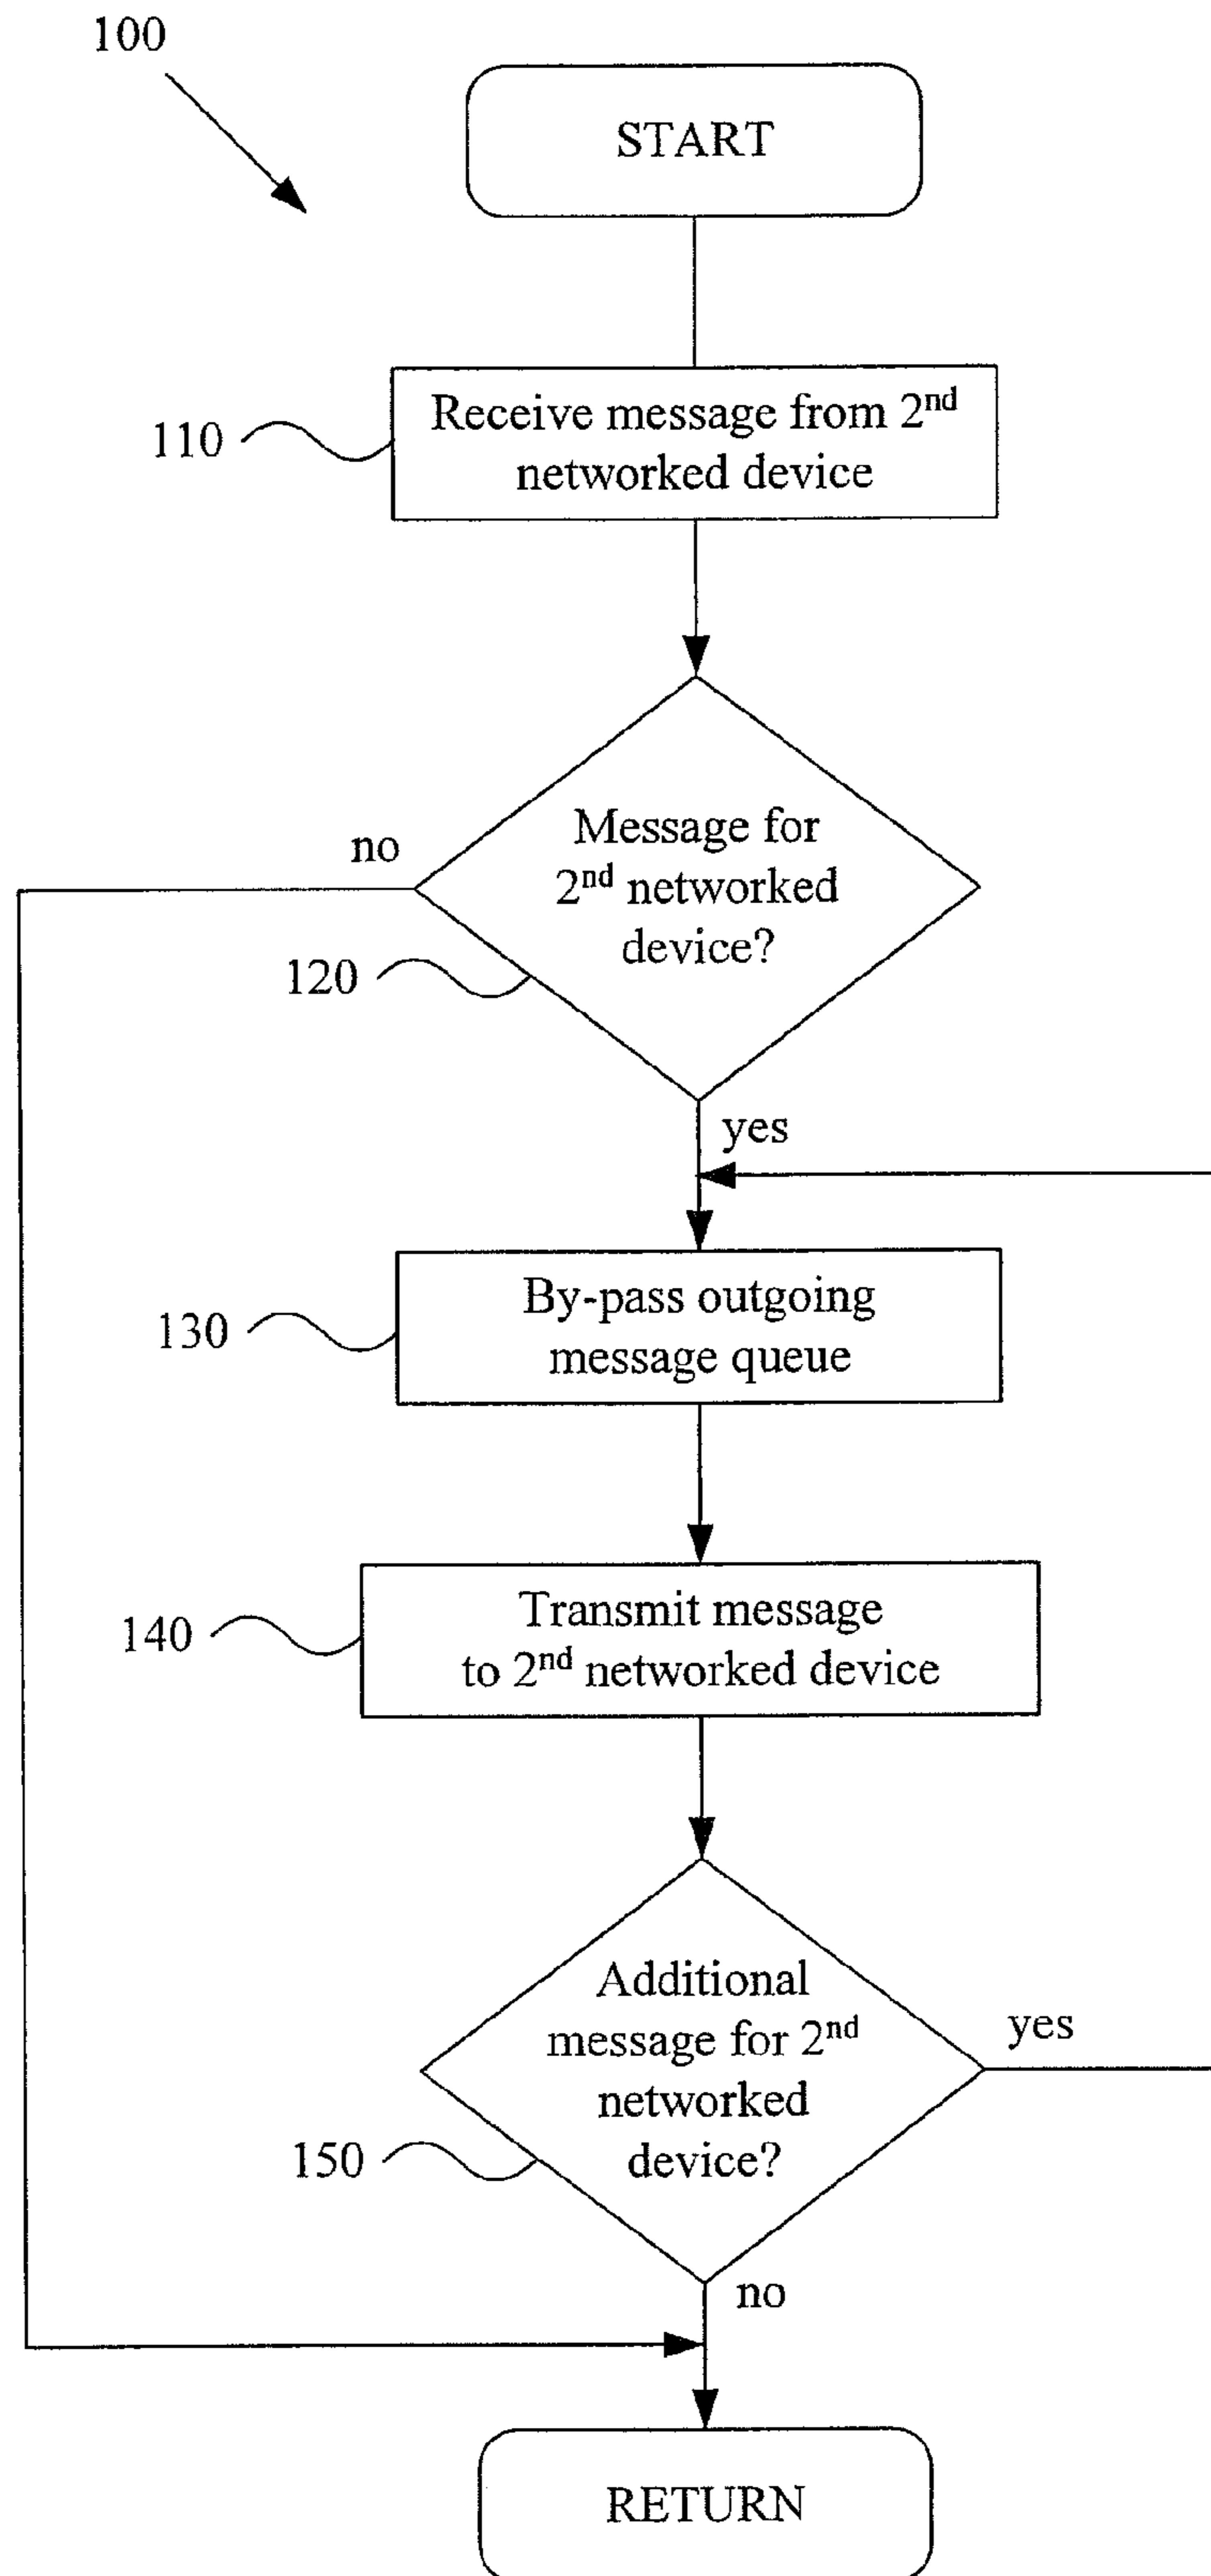 100
START
110
Receive message from 2nd
networked device
no
Message for
2nd networked
device?
120
yes
130
By-pass outgoing
message queue
140
Transmit message
to 2nd networked device
Additional
message for 2nd
networked
device?
yes
150
no
RETURN